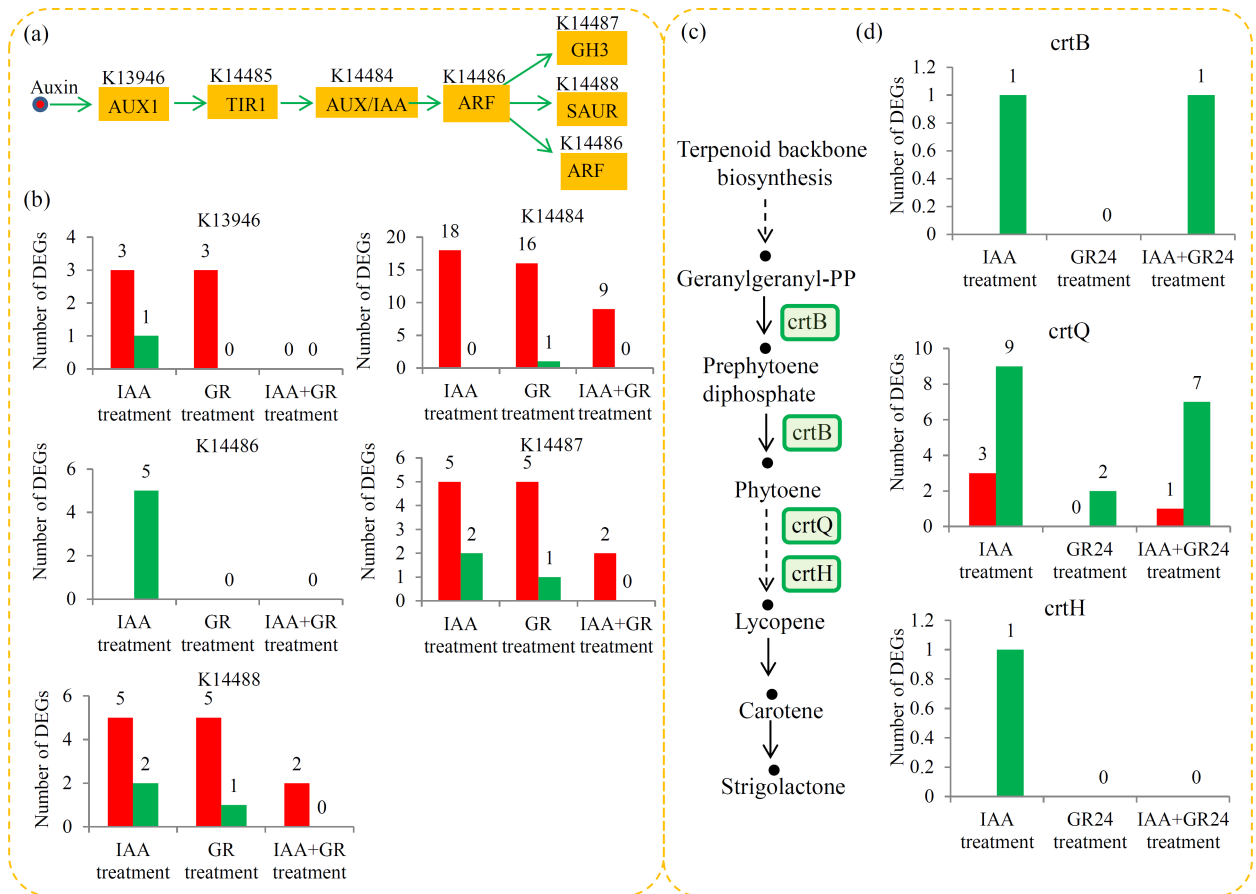 (a)
K14487
GH3
K13946
K14485
K14484
K14486
K14488
Auxin
AUX1
TIR1
AUX/IAA
ARF
SAUR
K14486
ARF
(b)
K13946
Number of DEGs
4
3
2
1
1
0
3
1
3
0
0
0
IAA
GR
IAA+GR
treatment
treatment
treatment
K14484
Number of DEGs
20
15
10
5
0
18
0
16
1
9
0
IAA
GR
IAA+GR
treatment
treatment
treatment
K14486
Number of DEGs
6
4
2
0
5
0
0
IAA
GR
IAA+GR
treatment
treatment
treatment
K14487
Number of DEGs
6
5
4
3
2
1
0
5
2
5
1
2
0
IAA
GR
IAA+GR
treatment
treatment
treatment
K14488
Number of DEGs
6
4
2
0
5
2
5
1
2
0
IAA
GR
IAA+GR
treatment
treatment
treatment
(c)
Terpenoid backbone
biosynthesis
Geranylgeranyl-PP
crtB
Prephytoene
diphosphate
crtB
Phytoene
crtQ
crtH
Lycopene
Carotene
Strigolactone
(d)
crtB
Number of DEGs
1.2
1
0.8
0.6
0.4
0.2
0
1
0
1
IAA
GR24
IAA+GR24
treatment
treatment
treatment
crtQ
Number of DEGs
10
8
6
4
2
0
3
9
0
2
1
7
IAA
GR24
IAA+GR24
treatment
treatment
treatment
crtH
Number of DEGs
1.2
1
0.8
0.6
0.4
0.2
0
1
0
0
IAA
GR24
IAA+GR24
treatment
treatment
treatment